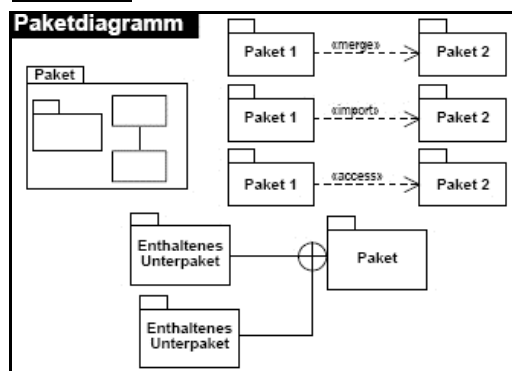 Paketdiagramm
Paket
Paket 1
«merge»
Paket 2
Paket 1
«import»
Paket 2
Paket 1
«access»
Paket 2
Enthaltenes
Unterpaket
Paket
Enthaltenes
Unterpaket